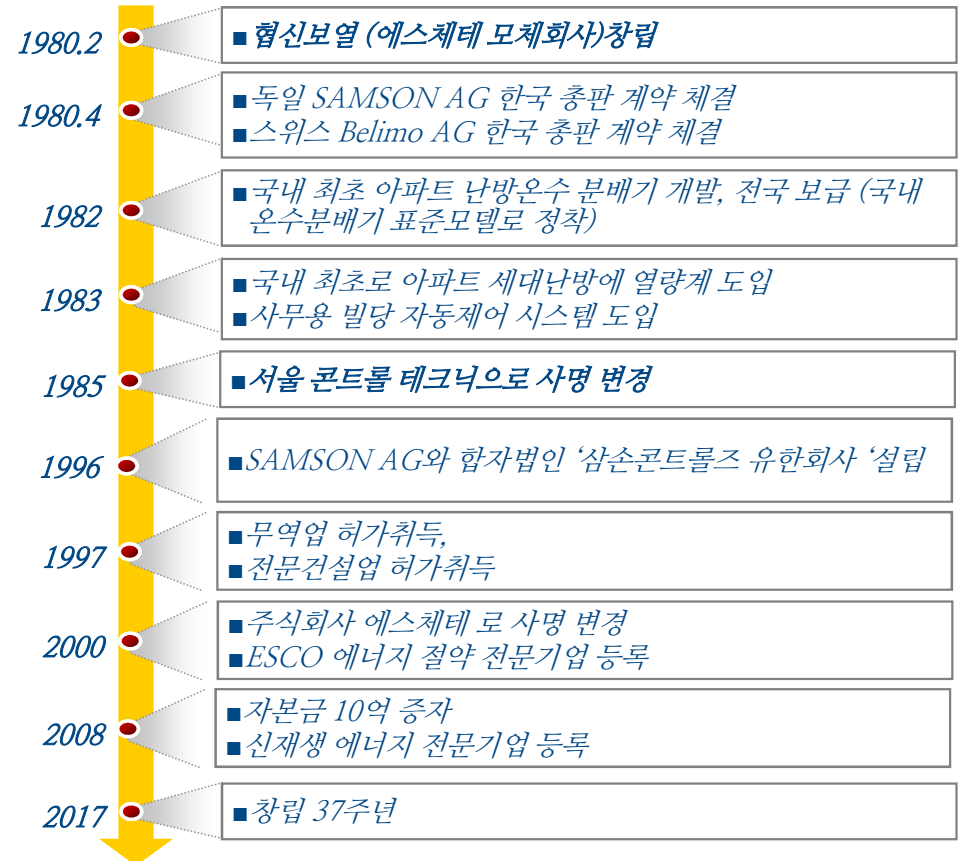 1980.2
■협신보열 (에스체테 모체회사)창립
1980.4
■독일 SAMSON AG 한국 총판 계약 체결
■스위스 Belimo AG 한국 총판 계약 체결
1982
■국내 최초 아파트 난방온수 분배기 개발, 전국 보급 (국내
온수분배기 표준모델로 정착)
1983
■국내 최초로 아파트 세대난방에 열량계 도입
■사무용 빌당 자동제어 시스템 도입
1985
■서울 콘트롤 테크닉으로 사명 변경
1996
■SAMSON AG와 합자법인 ‘삼손콘트롤즈 유한회사 ‘설립
1997
■무역업 허가취득,
■전문건설업 허가취득
2000
■주식회사 에스체테 로 사명 변경
■ESCO 에너지 절약 전문기업 등록
2008
■자본금 10억 증자
■신재생 에너지 전문기업 등록
2017
■창립 37주년